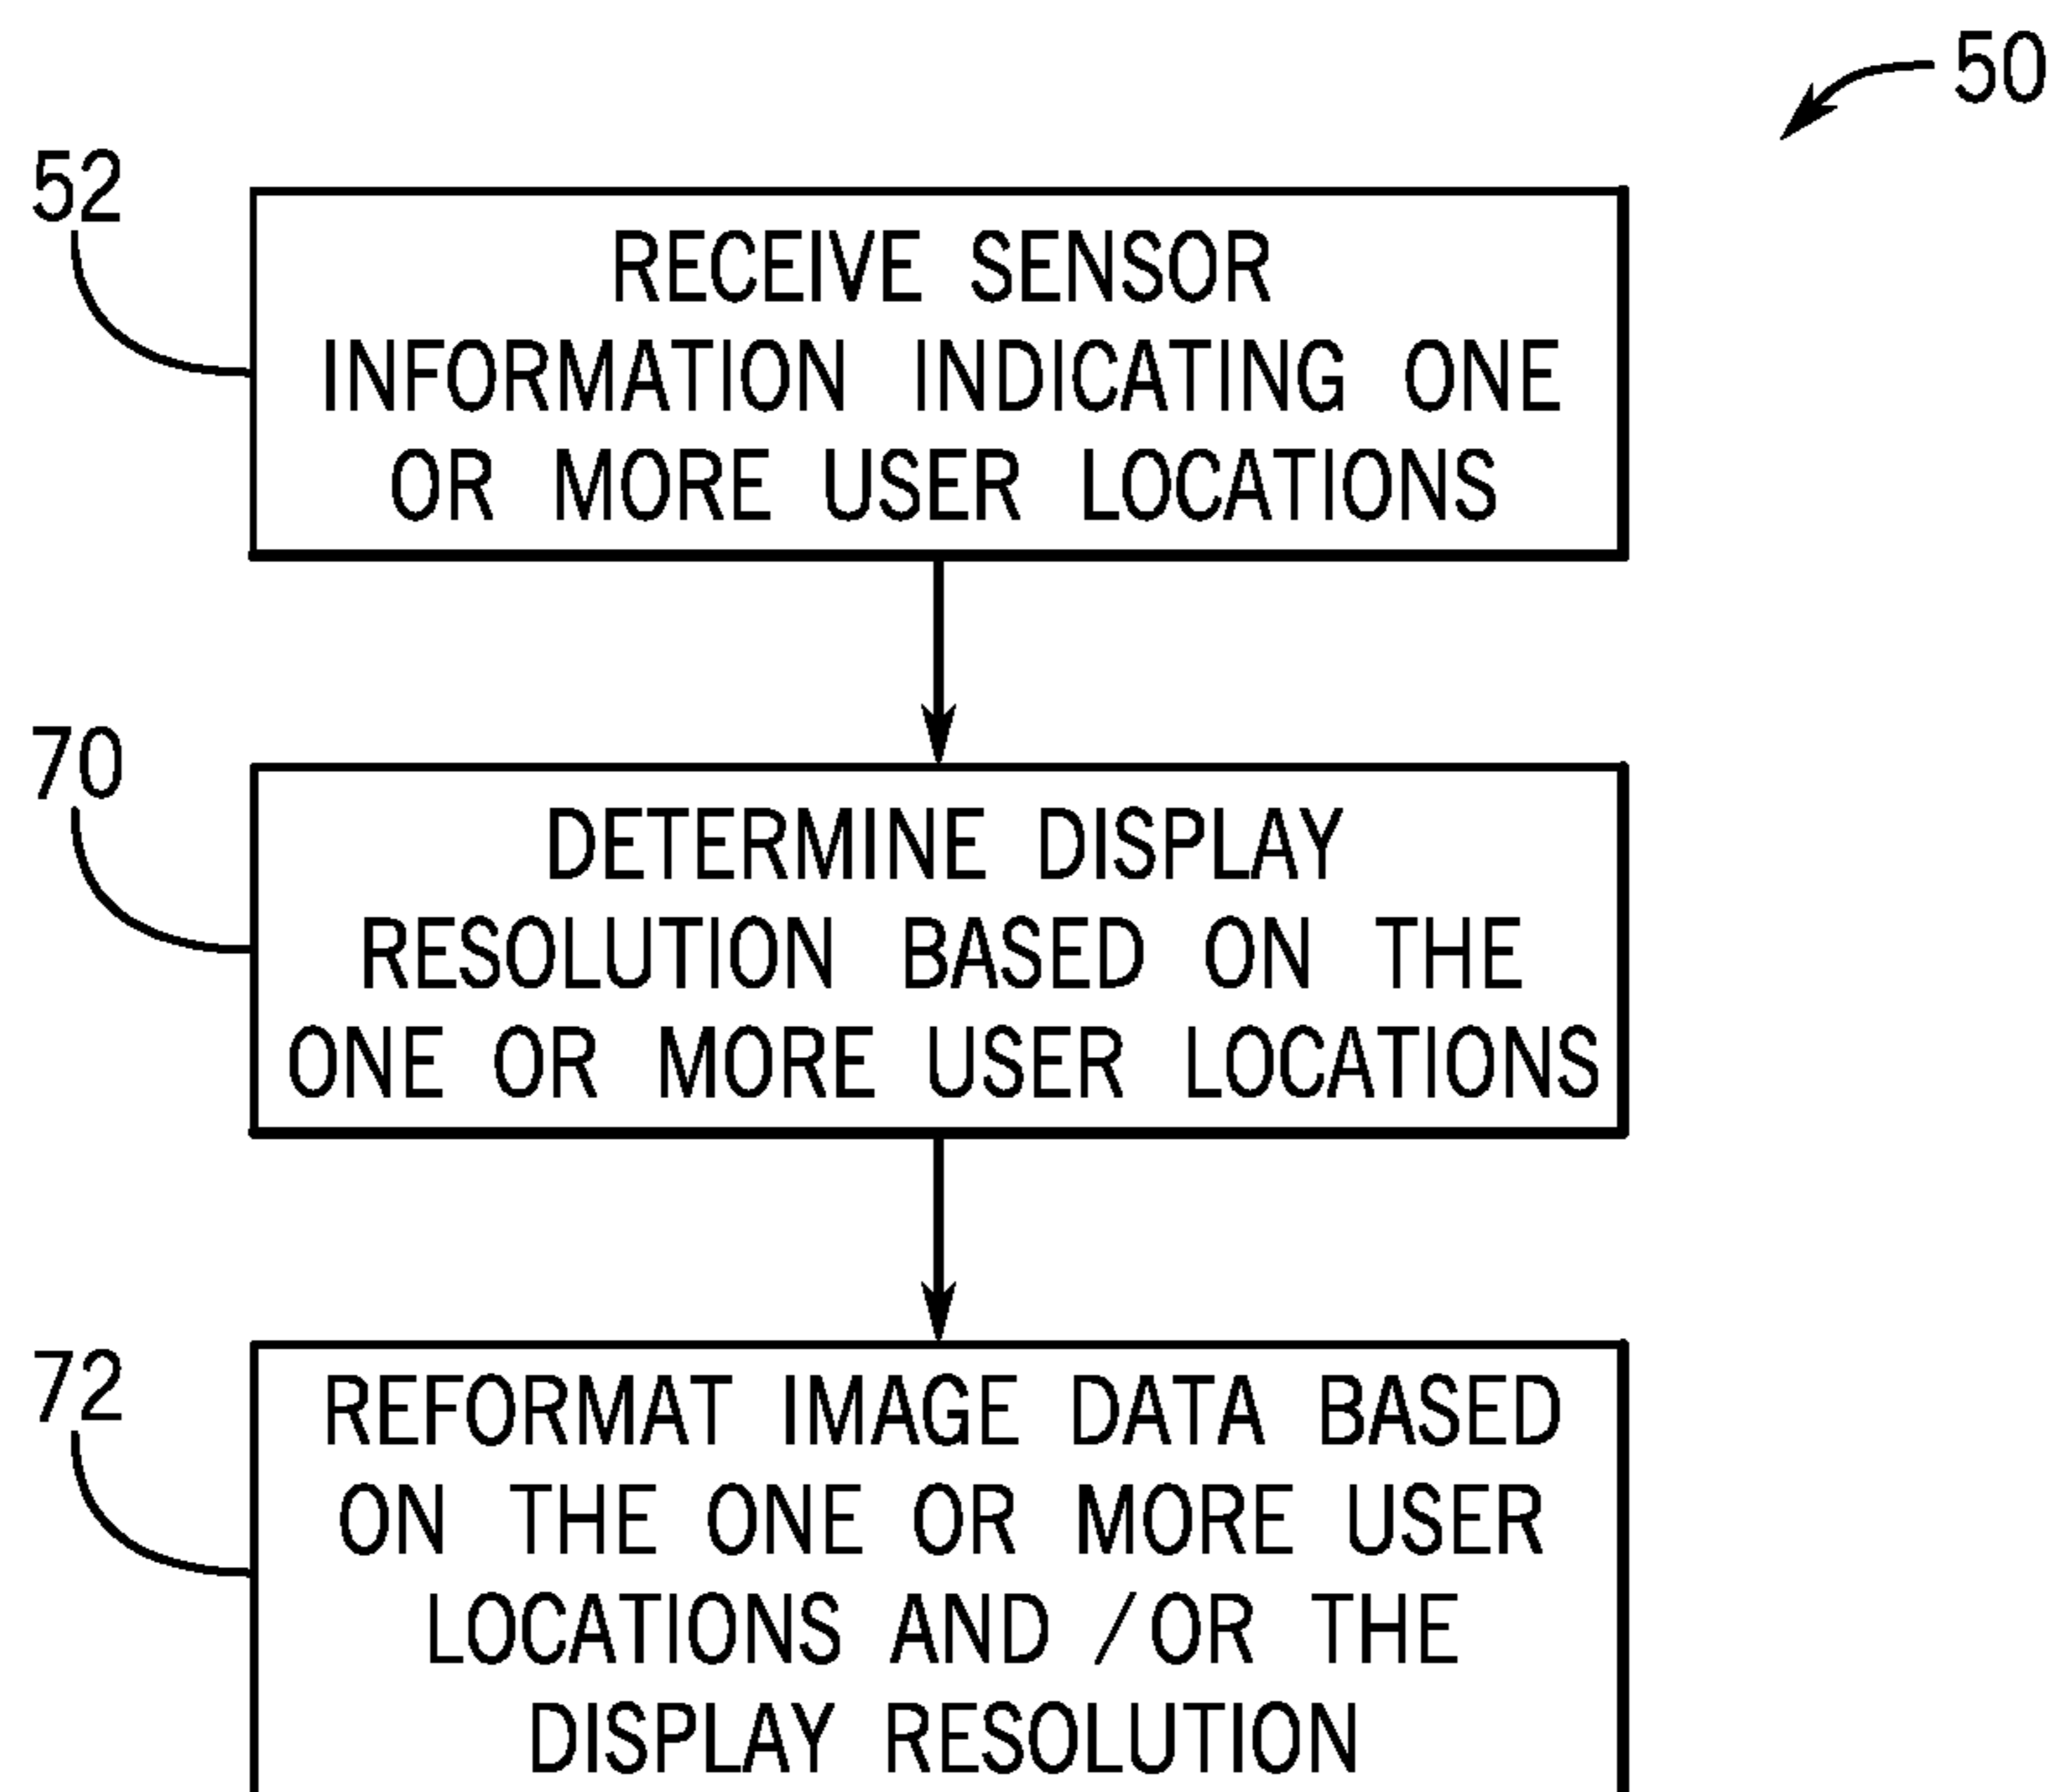 50
52
RECEIVE SENSOR
INFORMATION INDICATING ONE
OR MORE USER LOCATIONS
70
DETERMINE DISPLAY
RESOLUTION BASED ON THE
ONE OR MORE USER LOCATIONS
72
REFORMAT IMAGE DATA BASED
ON THE ONE OR MORE USER
LOCATIONS AND /OR THE
DISPLAY RESOLUTION